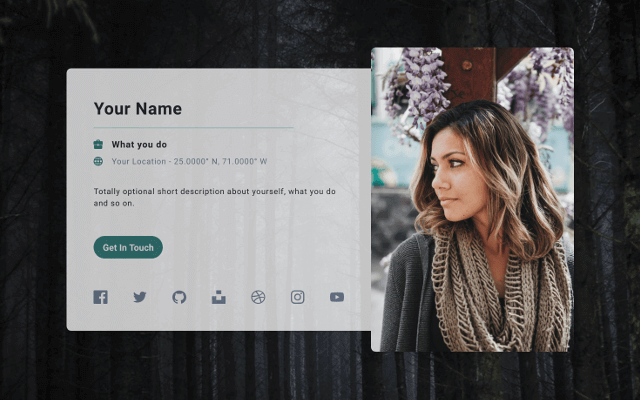 Your Name
What you do
Your Location - 25.0000° N, 71.0000° W
Totally optional short description about yourself, what you do
and so on.
Get In Touch